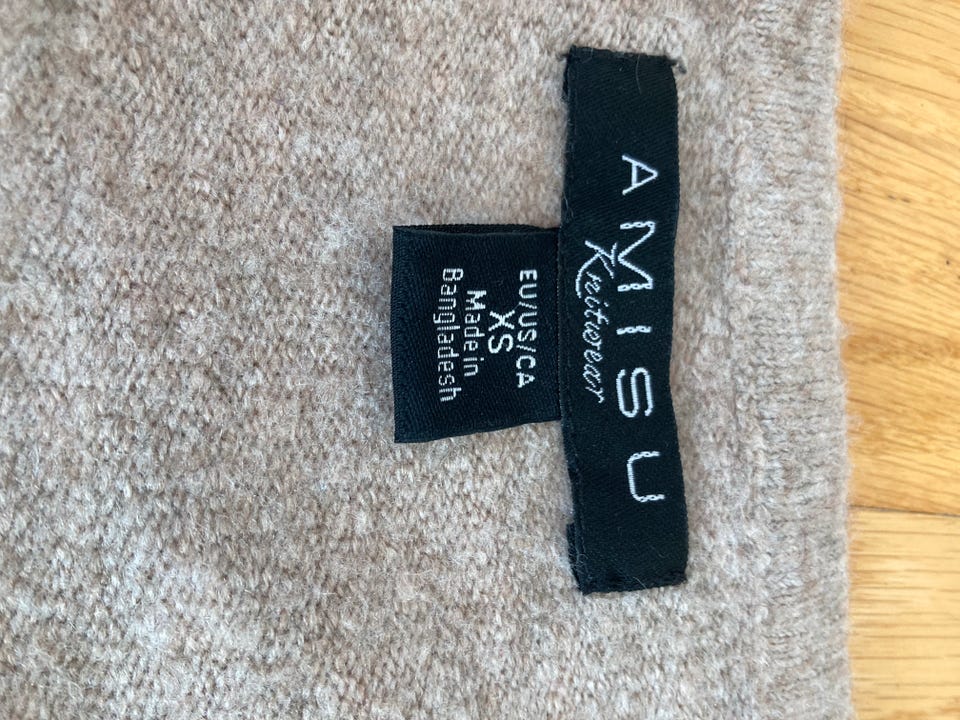 AMISU
Knitwear
EU/US/CA
XS
Made in
Bangladesh